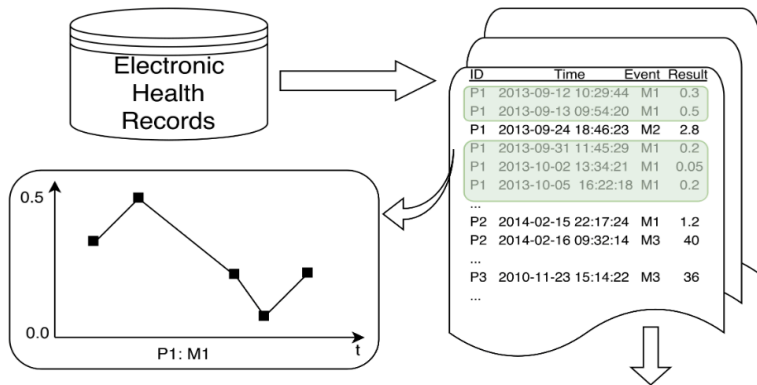 Electronic
Health
Records
ID Time Event Result
P1 2013-09-12 10:29:44 M1 0.3
P1 2013-09-13 09:54:20 M1 0.5
P1 2013-09-24 18:46:23 M2 2.8
P1 2013-09-31 11:45:29 M1 0.2
P1 2013-10-02 13:34:21 M1 0.05
P1 2013-10-05 16:22:18 M1 0.2
...
P2 2014-02-15 22:17:24 M1 1.2
P2 2014-02-16 09:32:14 M3 40
...
P3 2010-11-23 15:14:22 M3 36
...
0.5
0.0
P1: M1
t